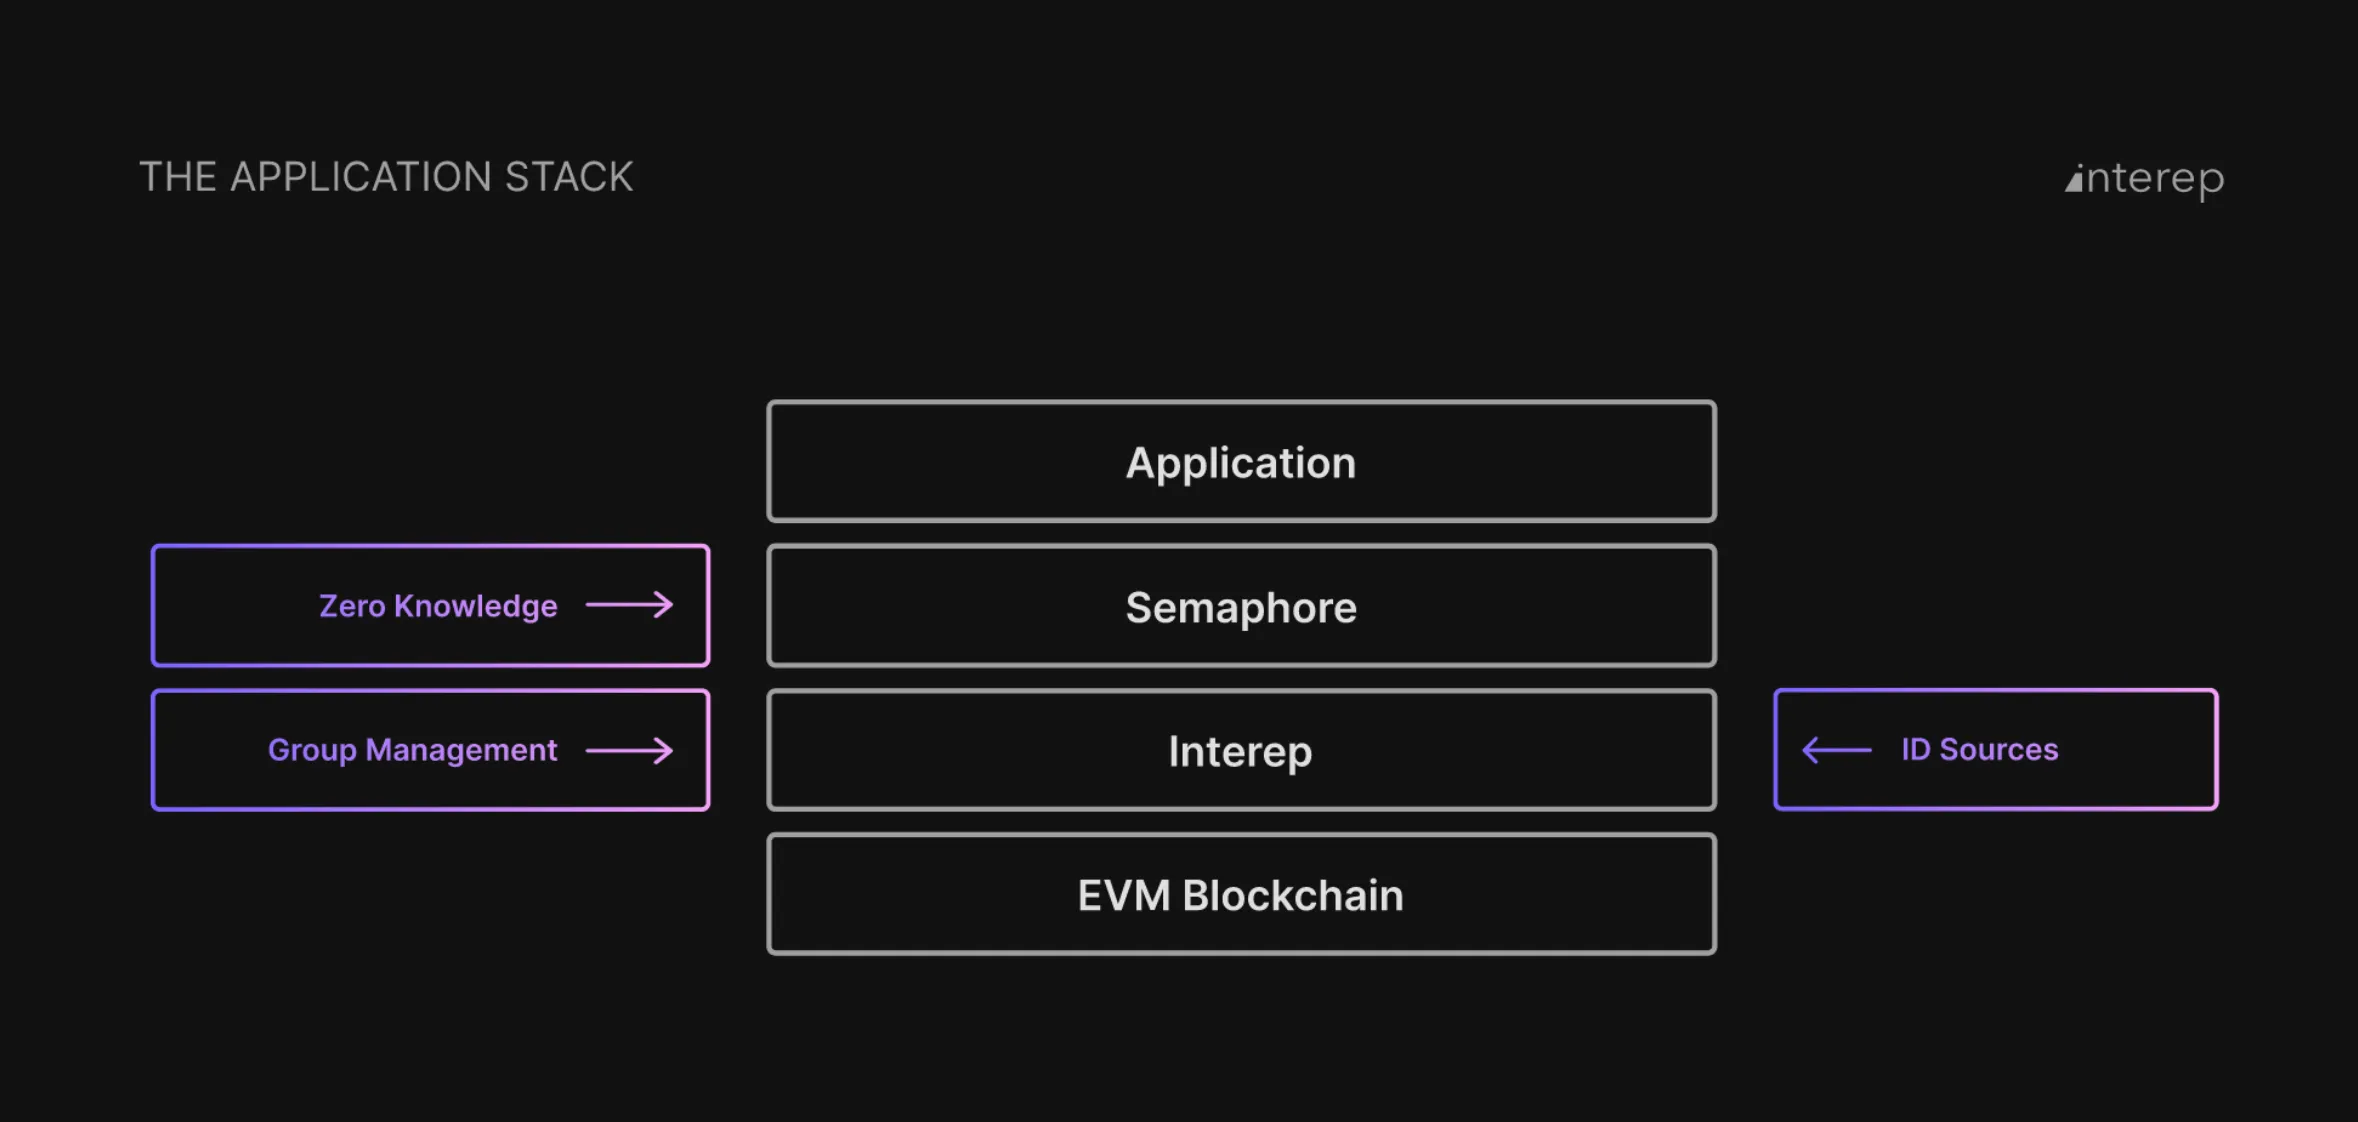 THE APPLICATION STACK
interep
Application
Zero Knowledge
Semaphore
Group Management
Interep
ID Sources
EVM Blockchain